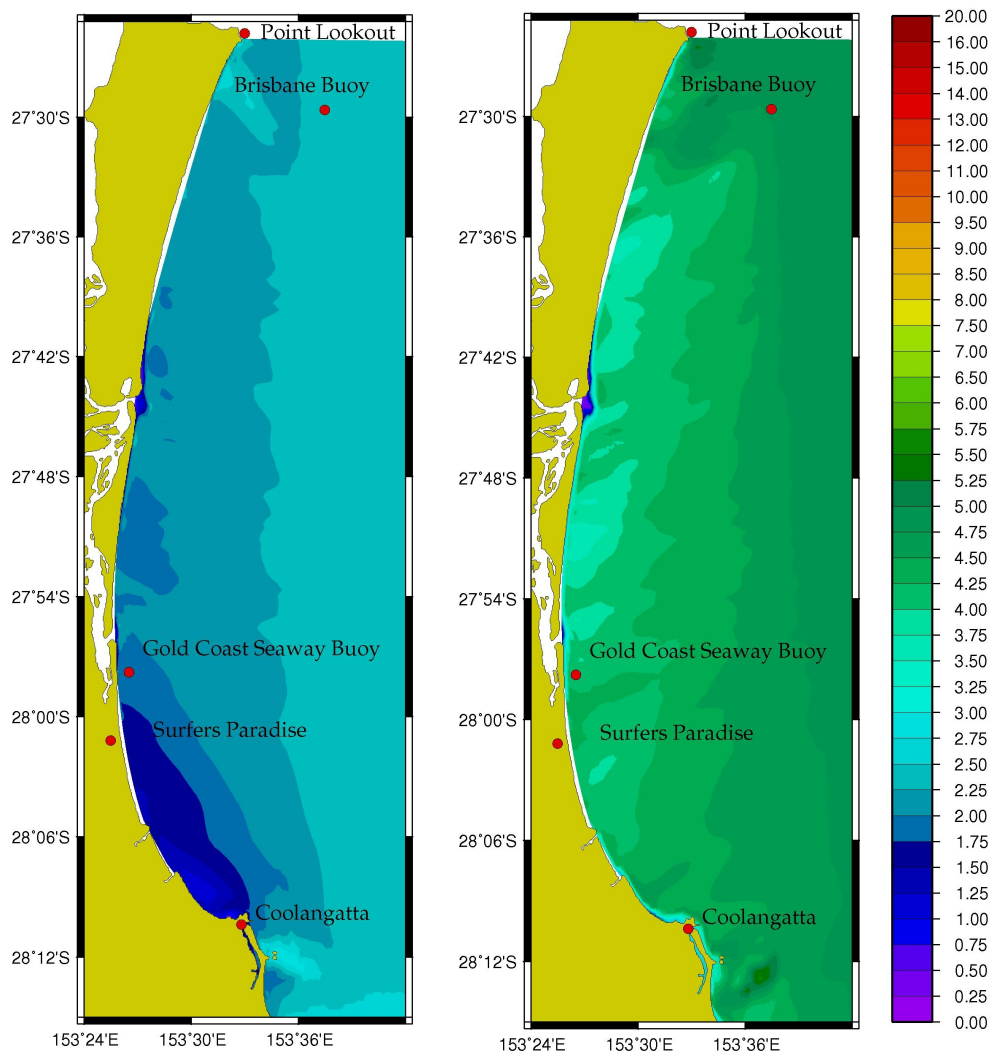 Point Lookout
Brisbane Buoy
Gold Coast Seaway Buoy
Surfers Paradise
Coolangatta
27°30'S
27°36'S
27°42'S
27°48'S
27°54'S
28°00'S
28°06'S
28°12'S
153°24'E
153°30'E
153°36'E
Point Lookout
Brisbane Buoy
Gold Coast Seaway Buoy
Surfers Paradise
Coolangatta
27°30'S
27°36'S
27°42'S
27°48'S
27°54'S
28°00'S
28°06'S
28°12'S
153°24'E
153°30'E
153°36'E
20.00
16.00
15.00
14.00
13.00
12.00
11.00
10.00
9.50
9.00
8.50
8.00
7.50
7.00
6.50
6.00
5.75
5.50
5.00
4.75
4.50
4.25
4.00
3.75
3.50
3.25
3.00
2.75
2.50
2.00
1.75
1.50
1.00
0.75
0.50
0.25
0.00